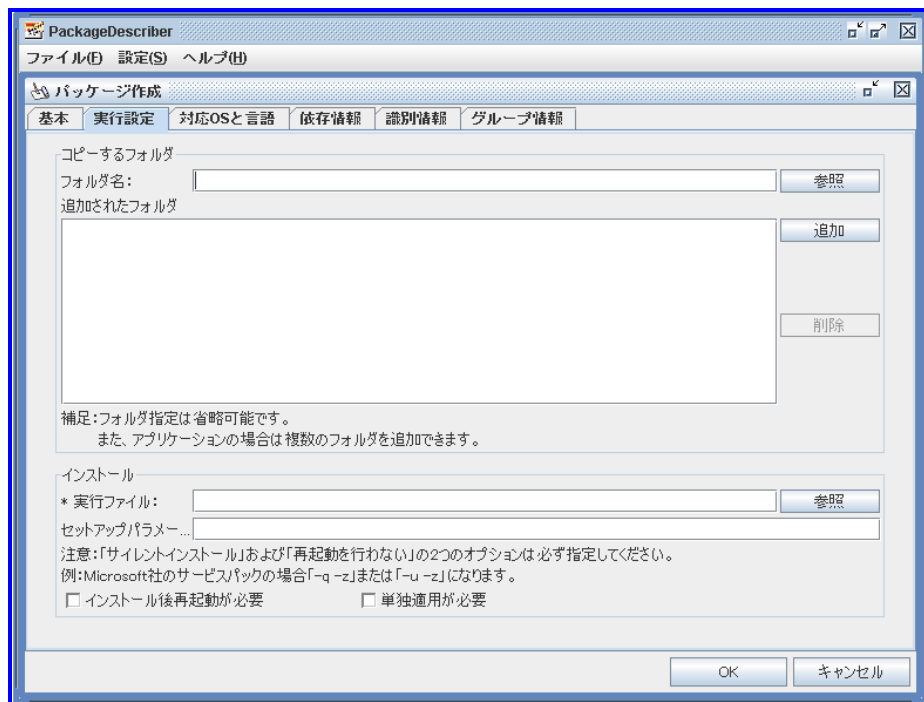 PackageDescriber
ファイル(F) 設定(S) ヘルプ(H)
パッケージ作成
基本 実行設定 対応OSと言語 依存情報 識別情報 グループ情報
コピーするフォルダ
フォルダ名: 参照
追加されたフォルダ
追加
削除
補足:フォルダ指定は省略可能です。
また、アプリケーションの場合は複数のフォルダを追加できます。
インストール
* 実行ファイル: 参照
セットアップパラメー...
注意:「サイレントインストール」および「再起動を行わない」の2つのオプションは必ず指定してください。
例:Microsoft社のサービスパックの場合「-q -z」または「-u -z」になります。
インストール後再起動が必要 単独適用が必要
OK キャンセル